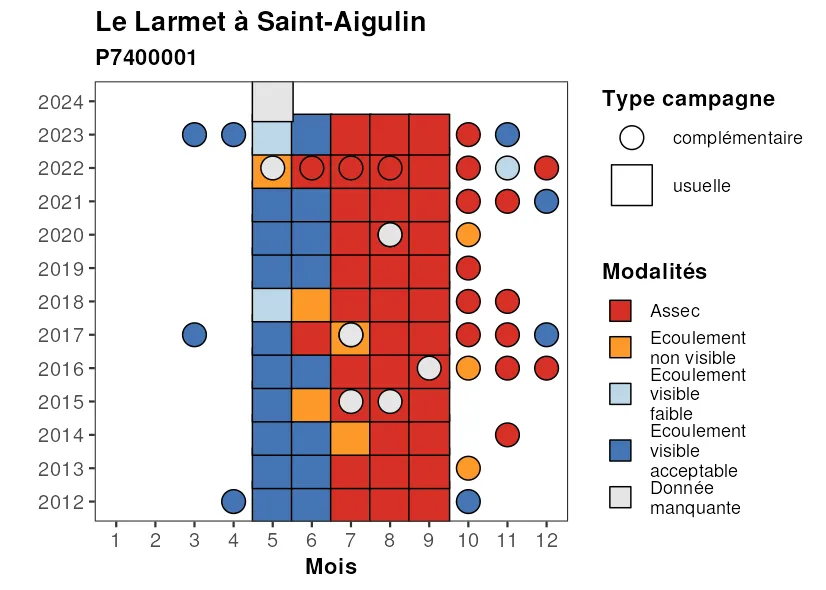 Le Larmet à Saint-Aigulin
P7400001
2024
2023
2022
2021
2020
2019
2018
2017
2016
2015
2014
2013
2012
1 2 3 4 5 6 7 8 9 10 11 12
Mois
Type campagne
complémentaire
usuelle
Modalités
Assec
Ecoulement
non visible
Ecoulement
visible
faible
Ecoulement
visible
acceptable
Donnée
manquante